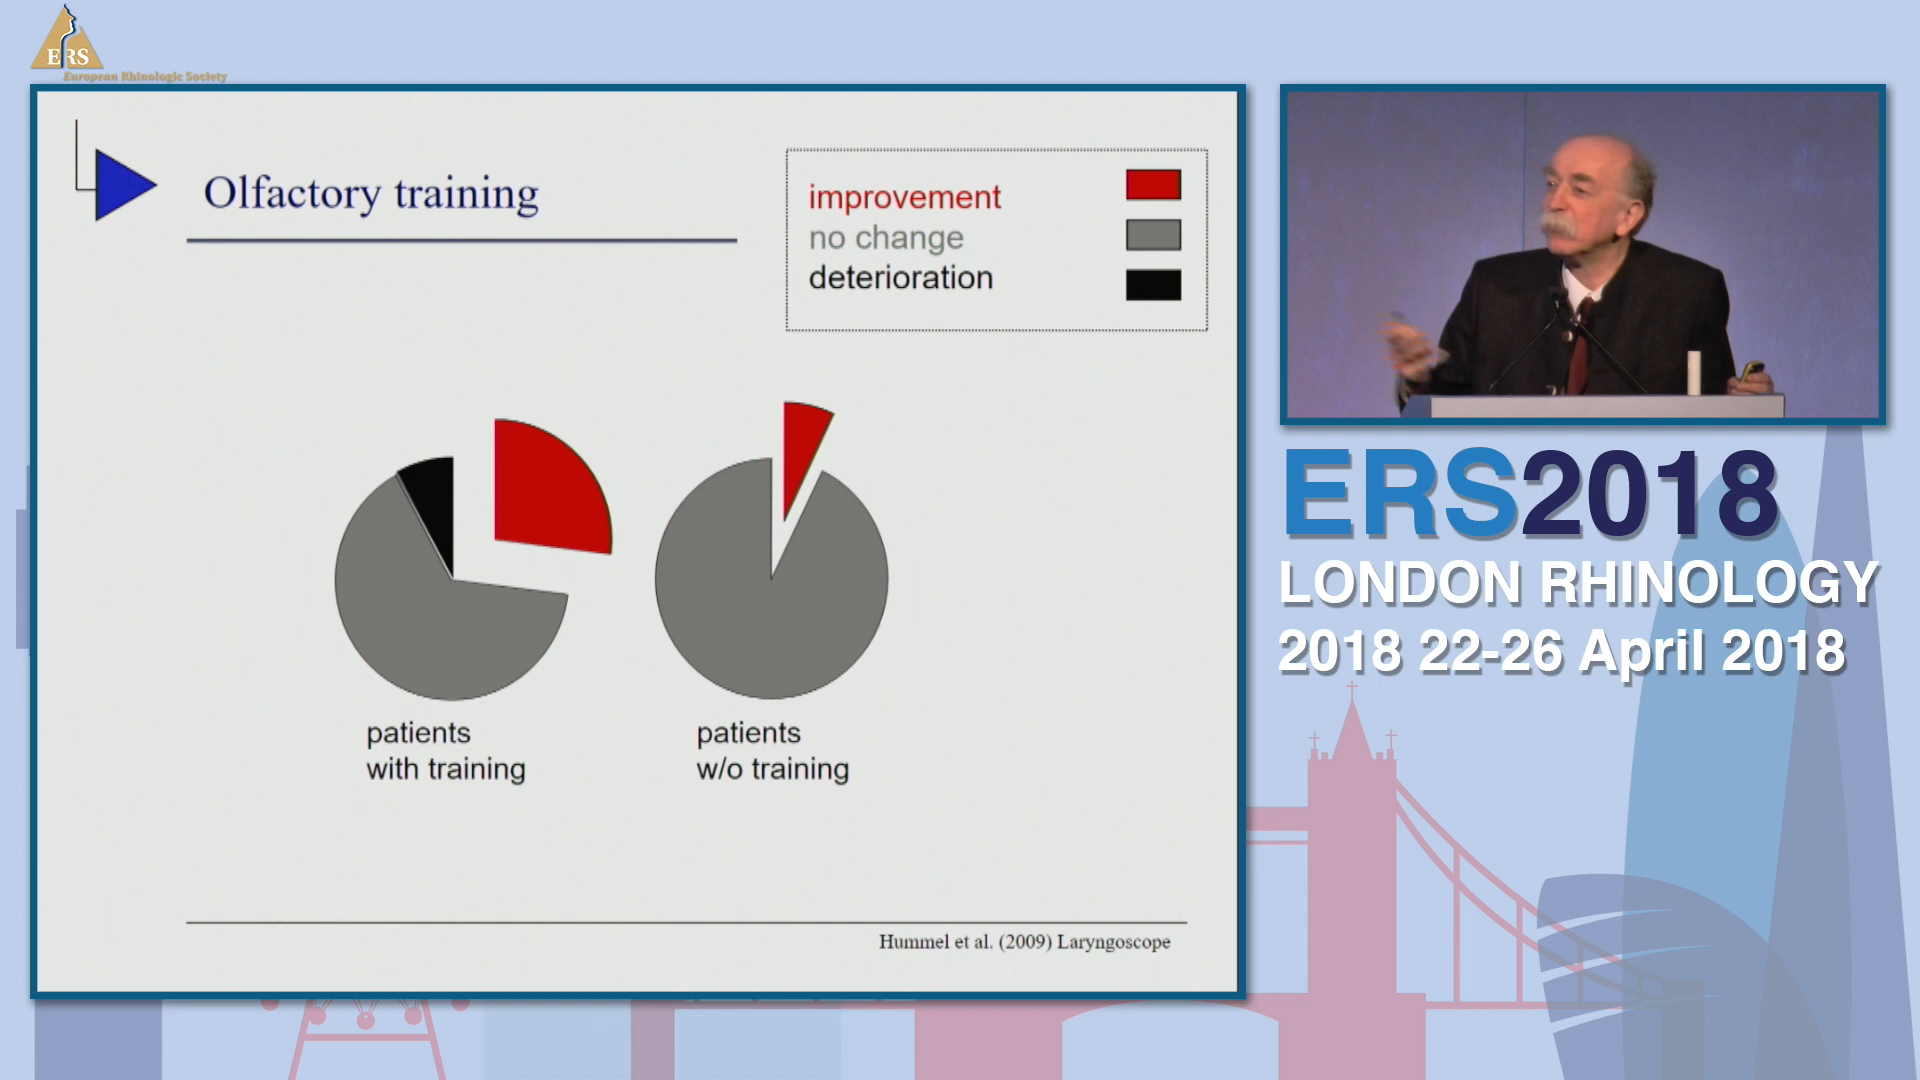 ERS
European Rhinologic Society
Olfactory training
improvement
no change
deterioration
patients
with training
patients
w/o training
Hummel et al. (2009) Laryngoscope
ERS2018
LONDON RHINOLOGY
2018 22-26 April 2018